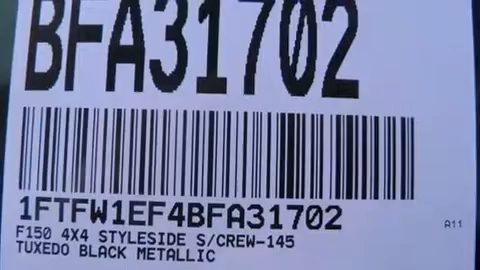 BFA31702
1FTFW1EF4BFA31702
A11
F150 4X4 STYLESIDE S/CREW-145
TUXEDO BLACK METALLIC